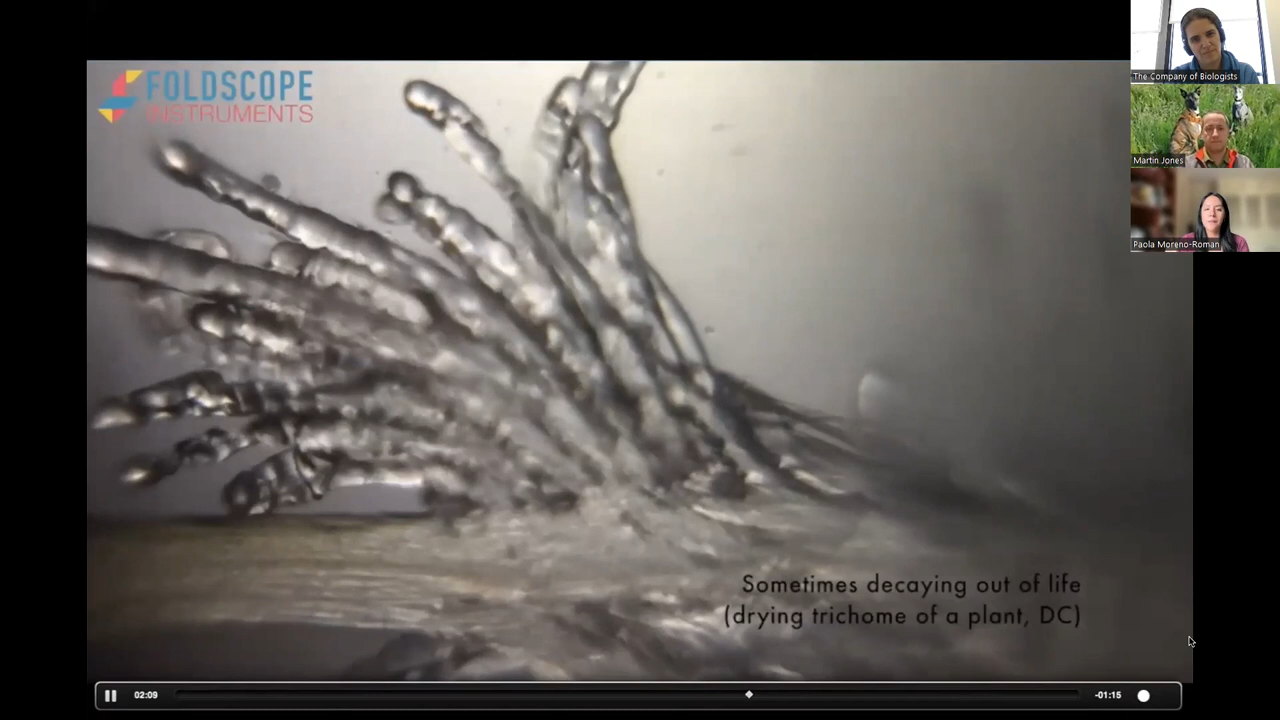 FOLDSCOPE
INSTRUMENTS
The Company of Biologists
Martin Jones
Paola Moreno-Roman
Sometimes decaying out of life
(drying trichome of a plant, DC)
02:09
-01:15